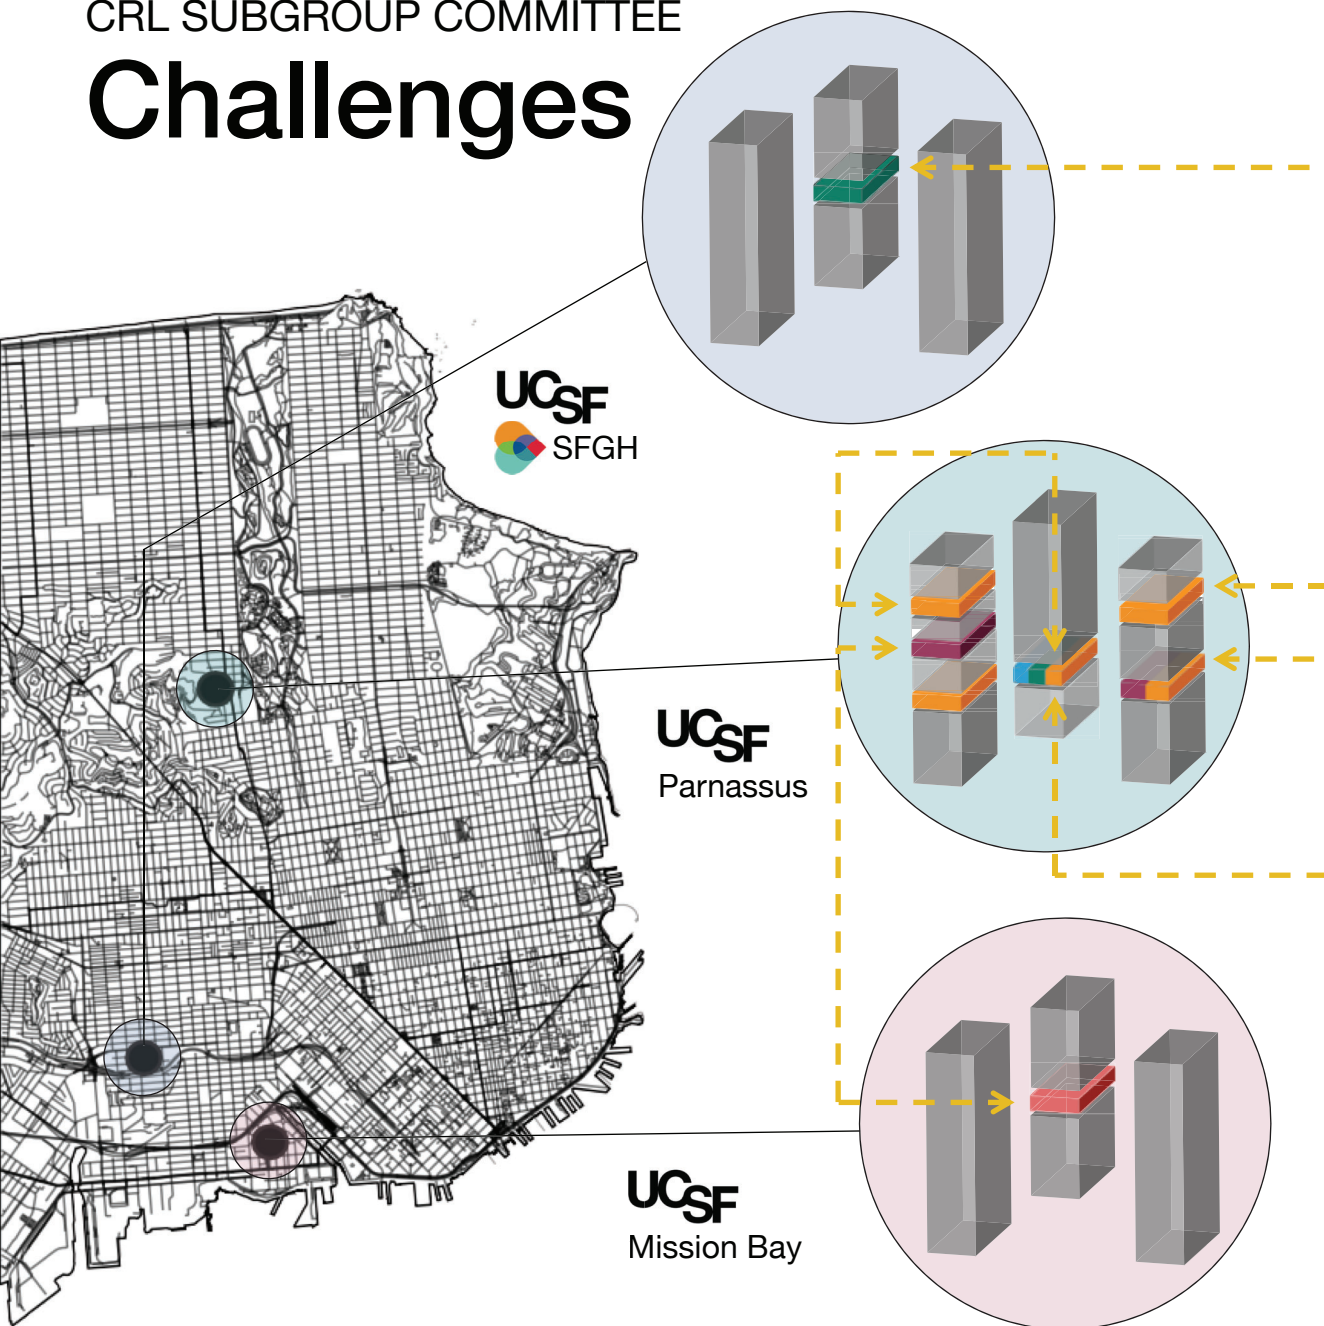 CRL SUBGROUP COMMITTEE
Challenges
UCSF
SFGH
UCSF
Parnassus
UCSF
Mission Bay